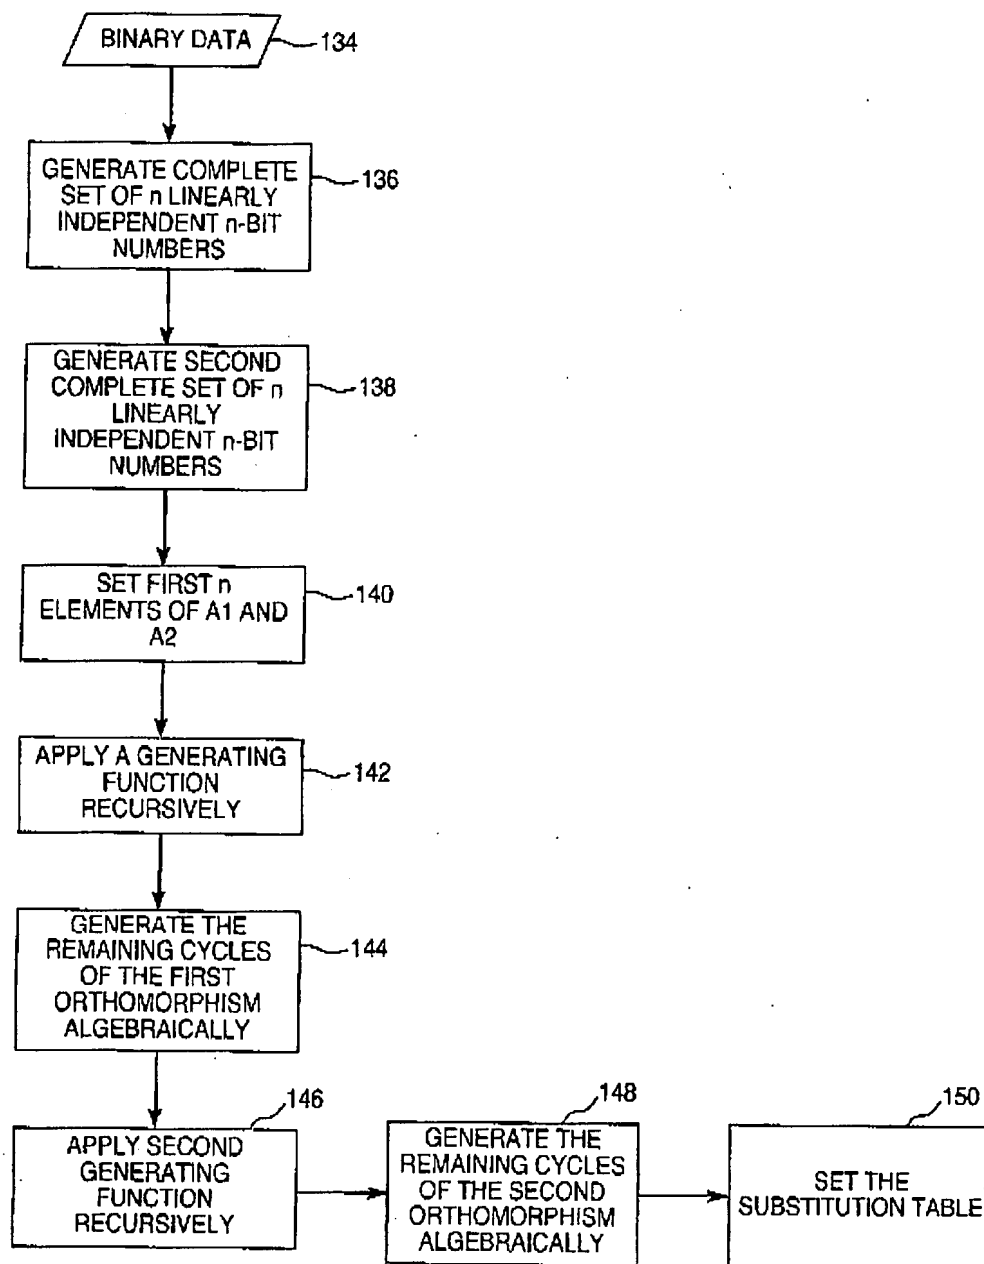 BINARY DATA
134
GENERATE COMPLETE
SET OF n LINEARLY
INDEPENDENT n-BIT
NUMBERS
136
GENERATE SECOND
COMPLETE SET OF n
LINEARLY
INDEPENDENT n-BIT
NUMBERS
138
SET FIRST n
ELEMENTS OF A1 AND
A2
140
APPLY A GENERATING
FUNCTION
RECURSIVELY
142
GENERATE THE
REMAINING CYCLES
OF THE FIRST
ORTHOMORPHISM
ALGEBRAICALLY
144
146
APPLY SECOND
GENERATING
FUNCTION
RECURSIVELY
148
GENERATE THE
REMAINING CYCLES
OF THE SECOND
ORTHOMORPHISM
ALGEBRAICALLY
150
SET THE
SUBSTITUTION TABLE